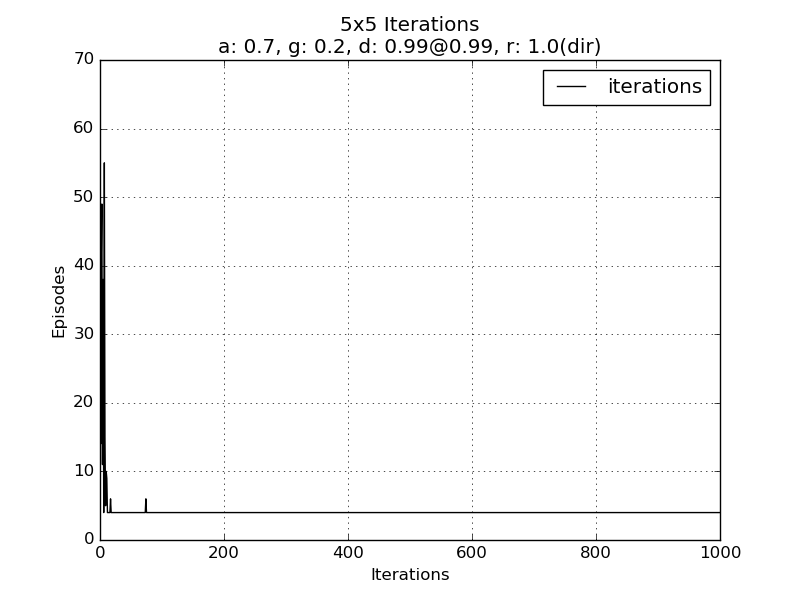 5x5 Iterations
a: 0.7, g: 0.2, d: 0.99@0.99, r: 1.0(dir)
iterations
70
60
50
40
30
20
10
0
Episodes
0 200 400 600 800 1000
Iterations